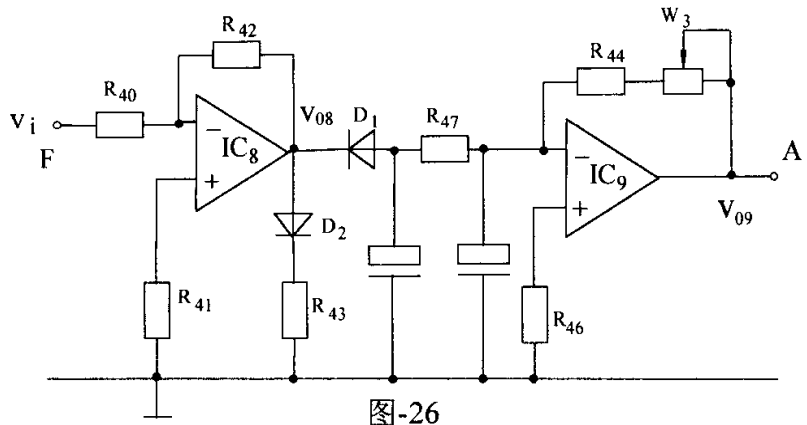 R42
R40
Vi
F
−
IC8
+
V08
D1
R47
D2
R41
R43
R44
W3
−
IC9
+
A
V09
R46
图-26